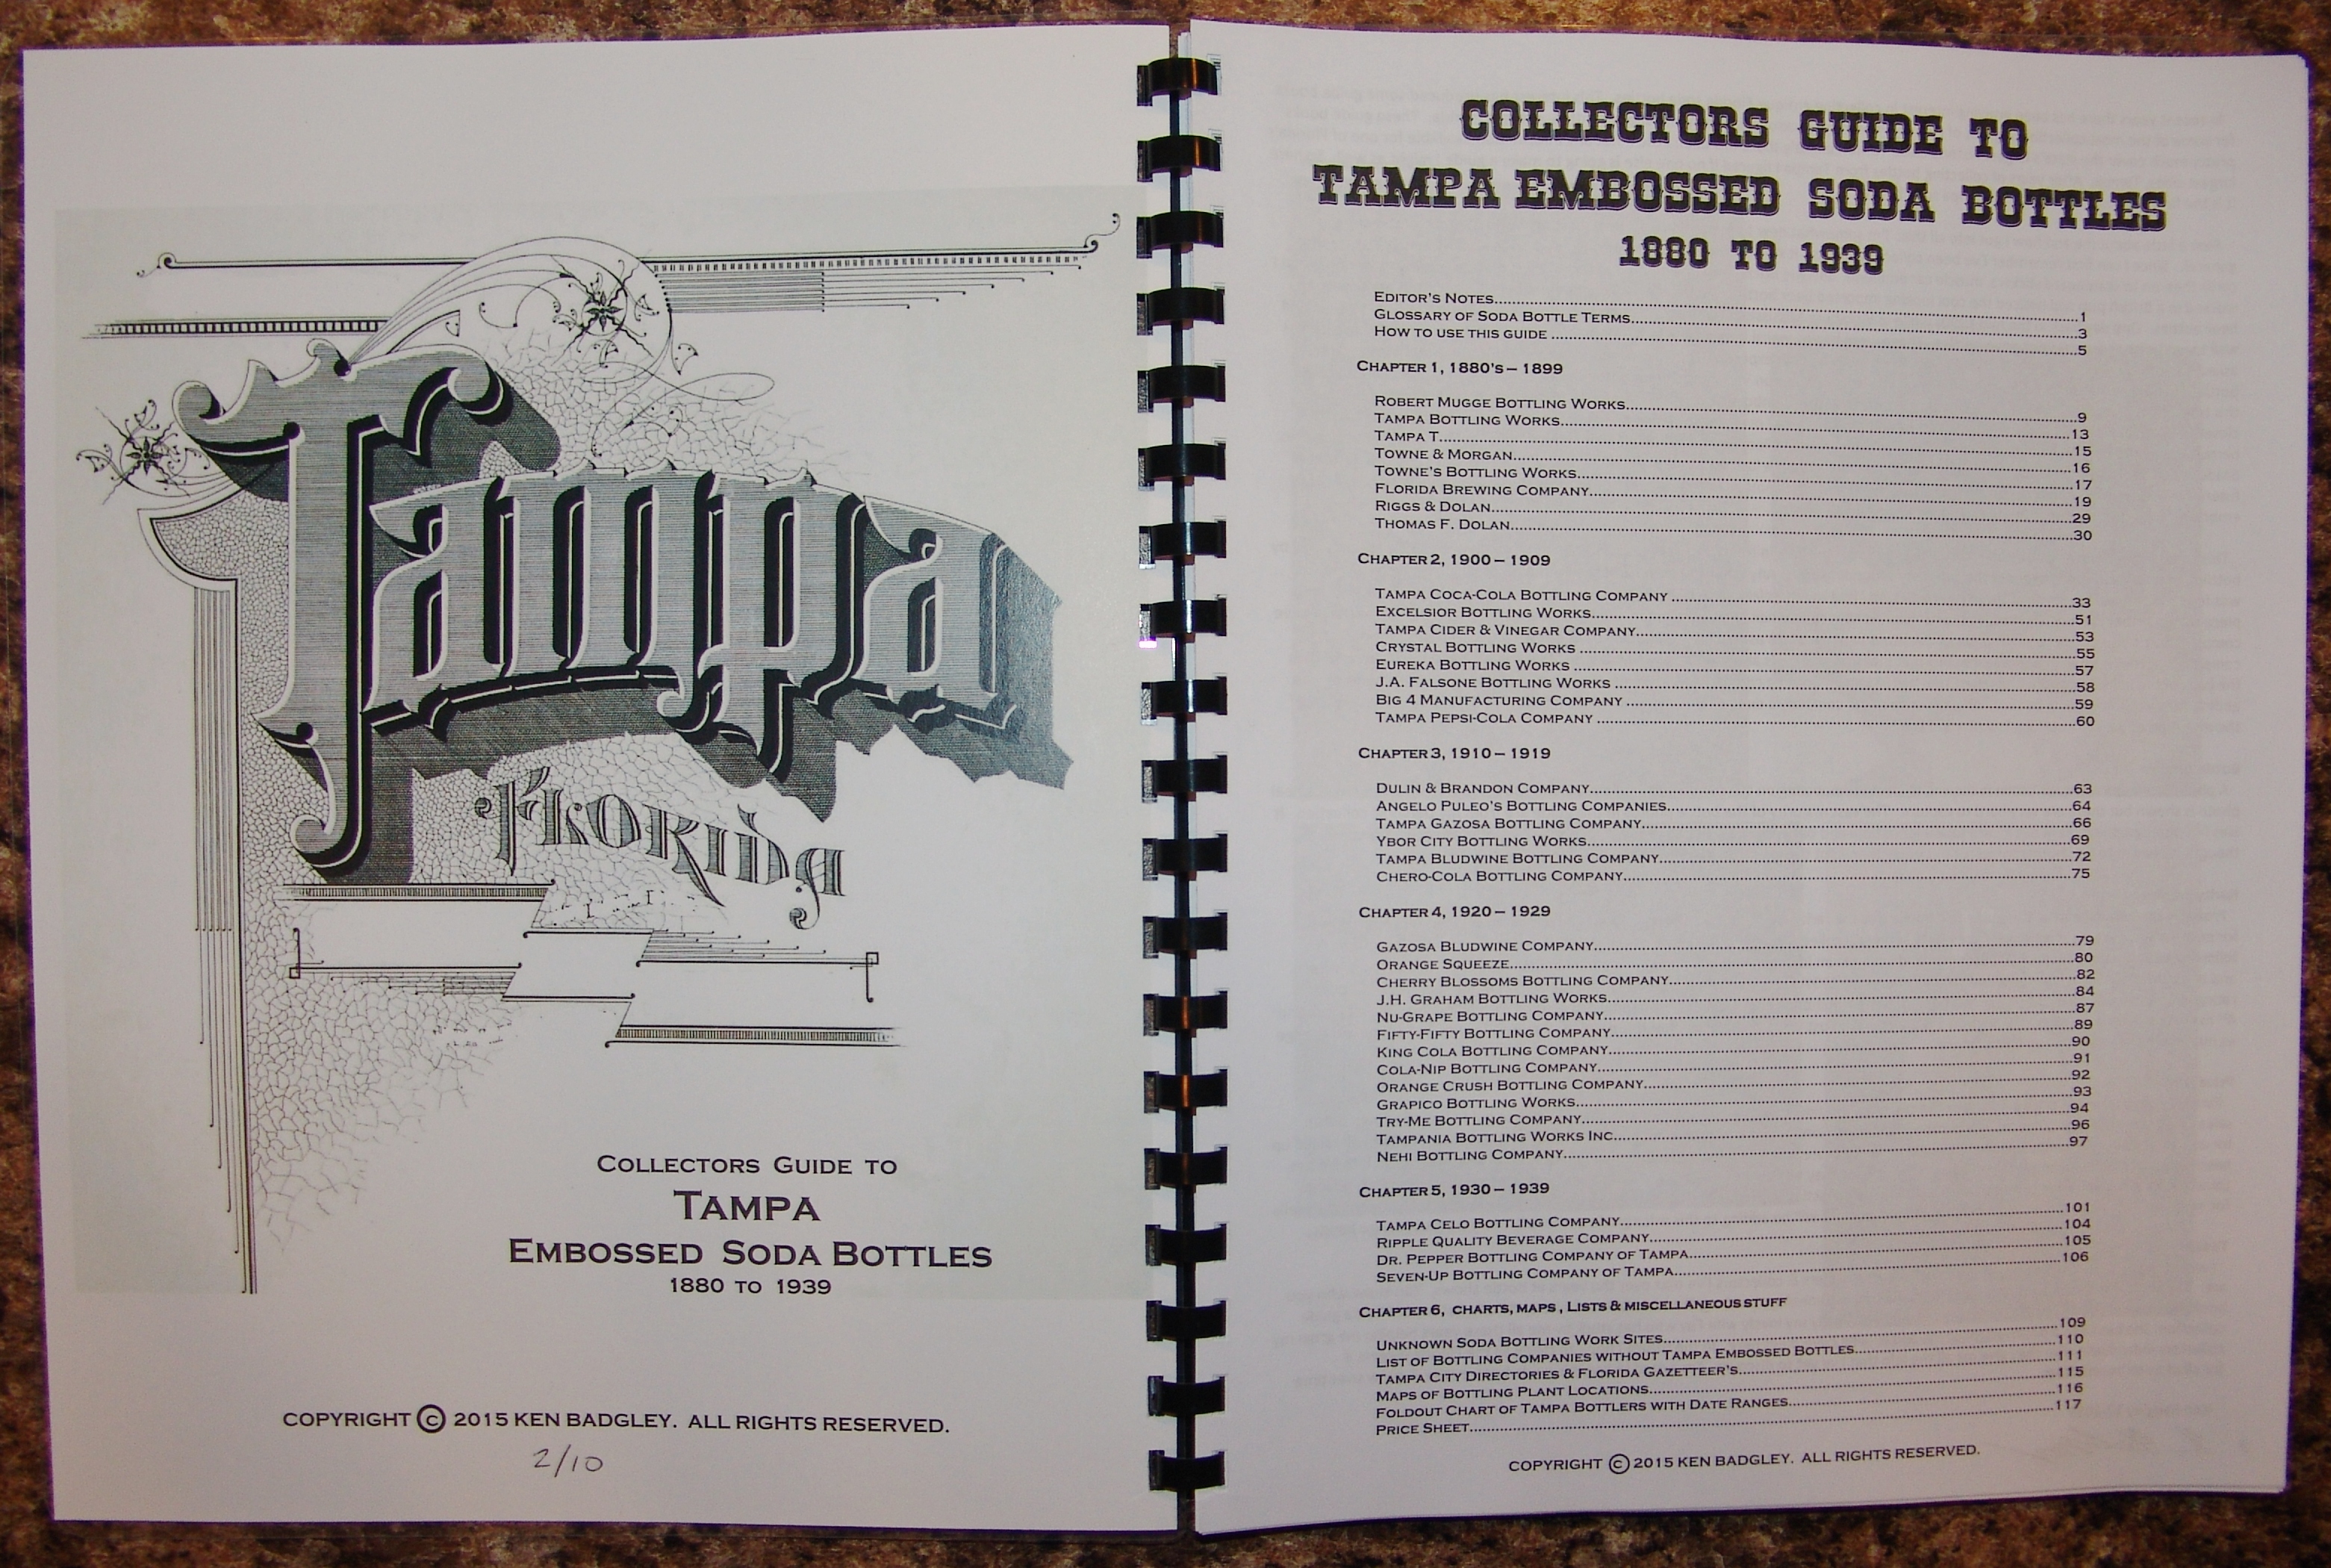 Tampa
Florida
Collectors Guide to
Tampa
Embossed Soda Bottles
1880 to 1939
COPYRIGHT © 2015 KEN BADGLEY. ALL RIGHTS RESERVED.
2/10
COLLECTORS GUIDE TO
TAMPA EMBOSSED SODA BOTTLES
1880 TO 1939
Editor's Notes....1
Glossary of Soda Bottle Terms....3
How to use this guide ....5
Chapter 1, 1880's – 1899
Robert Mugge Bottling Works....9
Tampa Bottling Works....13
Tampa T....15
Towne & Morgan....16
Towne's Bottling Works....17
Florida Brewing Company....19
Riggs & Dolan....29
Thomas F. Dolan....30
Chapter 2, 1900 – 1909
Tampa Coca-Cola Bottling Company ....33
Excelsior Bottling Works....51
Tampa Cider & Vinegar Company....53
Crystal Bottling Works ....55
Eureka Bottling Works ....57
J.A. Falsone Bottling Works ....58
Big 4 Manufacturing Company ....59
Tampa Pepsi-Cola Company ....60
Chapter 3, 1910 – 1919
Dulin & Brandon Company....63
Angelo Puleo's Bottling Companies....64
Tampa Gazosa Bottling Company....66
Ybor City Bottling Works....69
Tampa Bludwine Bottling Company....72
Chero-Cola Bottling Company....75
Chapter 4, 1920 – 1929
Gazosa Bludwine Company....79
Orange Squeeze....80
Cherry Blossoms Bottling Company....82
J.H. Graham Bottling Works....84
Nu-Grape Bottling Company....87
Fifty-Fifty Bottling Company....89
King Cola Bottling Company....90
Cola-Nip Bottling Company....91
Orange Crush Bottling Company....92
Grapico Bottling Works....93
Try-Me Bottling Company....94
Tampania Bottling Works Inc....96
Nehi Bottling Company....97
Chapter 5, 1930 – 1939
Tampa Celo Bottling Company....101
Ripple Quality Beverage Company....104
Dr. Pepper Bottling Company of Tampa....105
Seven-Up Bottling Company of Tampa....106
Chapter 6, charts, maps , Lists & miscellaneous stuff
Unknown Soda Bottling Work Sites....109
List of Bottling Companies without Tampa Embossed Bottles....110
Tampa City Directories & Florida Gazetteer's....111
Maps of Bottling Plant Locations....115
Foldout Chart of Tampa Bottlers with Date Ranges....116
Price Sheet....117
COPYRIGHT © 2015 KEN BADGLEY. ALL RIGHTS RESERVED.